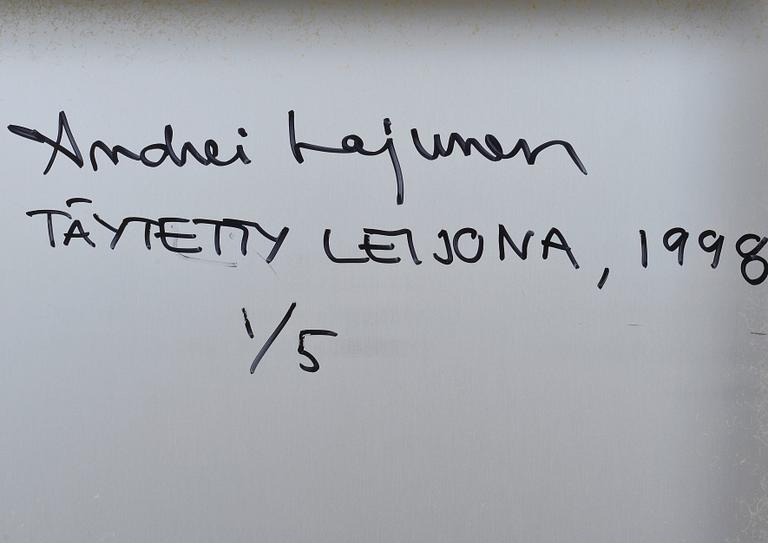 Andrei Lajunen
TÄYTETTY LEIJONA, 1998
1/5